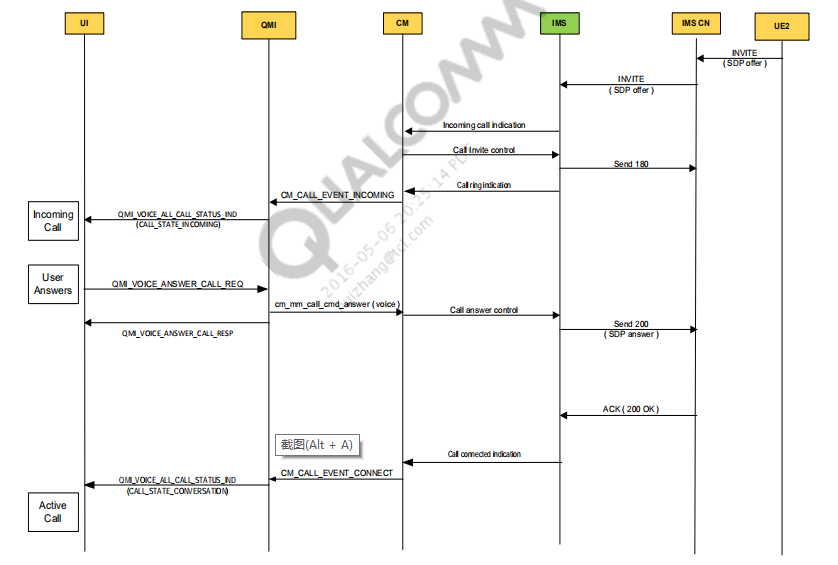 UI
QMI
CM
IMS
IMS CN
UE2
INVITE
( SDP offer )
INVITE
( SDP offer )
Incoming call indication
Call Invite control
Send 180
Call ring indication
CM_CALL_EVENT_INCOMING
Incoming
Call
QMI_VOICE_ALL_CALL_STATUS_IND
(CALL_STATE_INCOMING)
User
Answers
QMI_VOICE_ANSWER_CALL_REQ
cm_mm_call_cmd_answer ( voice )
Call answer control
QMI_VOICE_ANSWER_CALL_RESP
Send 200
( SDP answer )
ACK ( 200 OK )
截图(Alt + A)
Call connected indication
CM_CALL_EVENT_CONNECT
QMI_VOICE_ALL_CALL_STATUS_IND
(CALL_STATE_CONVERSATION)
Active
Call
QUALCOMM
2016-05-06 20:25:14